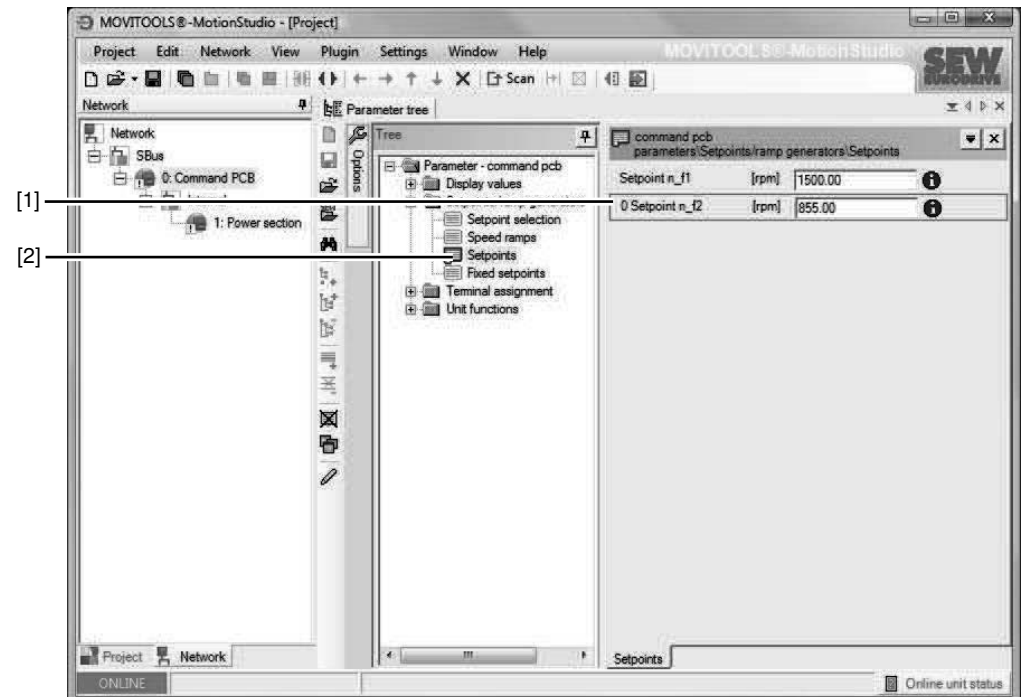 MOVITOOLS®-MotionStudio - [Project]
Project Edit Network View Plugin Settings Window Help
MOVITOOLS®-MotionStudio
SEW
EURODRIVE
Scan
Network
Parameter tree
Network
SBus
0: Command PCB
1: Power section
Options
Tree
Parameter - command pcb
Display values
Setpoint selection
Speed ramps
Setpoints
Fixed setpoints
Terminal assignment
Unit functions
command pcb
parameters\Setpoints/ramp generators\Setpoints
Setpoint n_f1 [rpm] 1500.00
0 Setpoint n_f2 [rpm] 855.00
[1]
[2]
Project Network
Setpoints
ONLINE
Online unit status